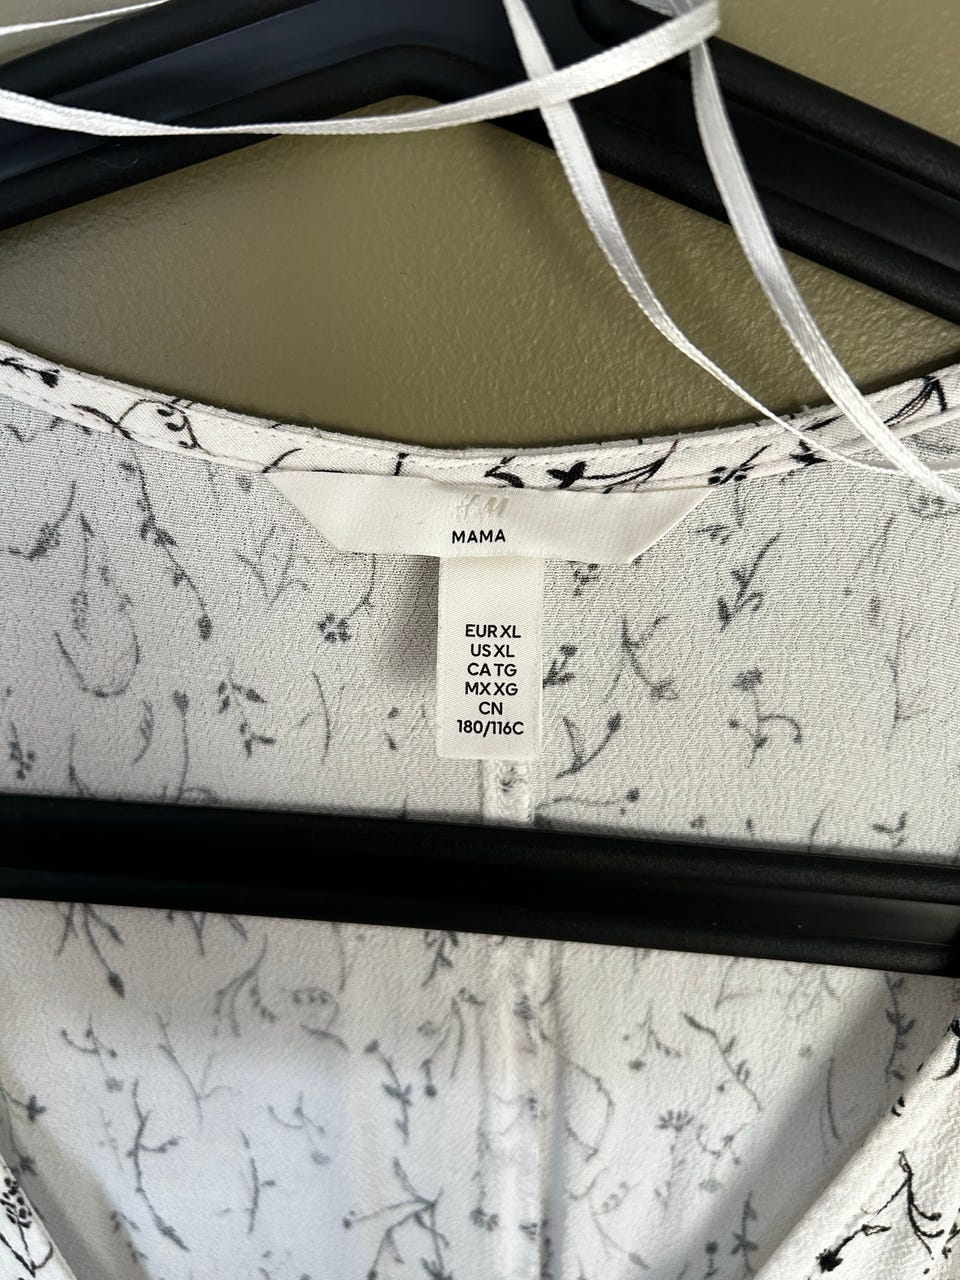 H&M
MAMA
EUR XL
US XL
CA TG
MX XG
CN
180/116C